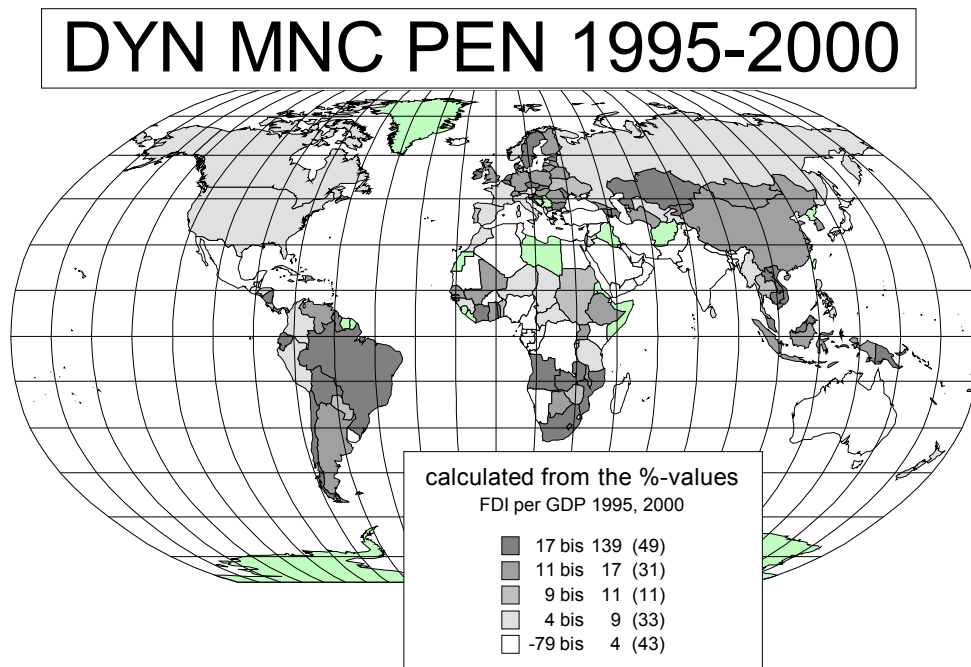 DYN MNC PEN 1995-2000
calculated from the %-values
FDI per GDP 1995, 2000
17 bis 139 (49)
11 bis 17 (31)
9 bis 11 (11)
4 bis 9 (33)
-79 bis 4 (43)